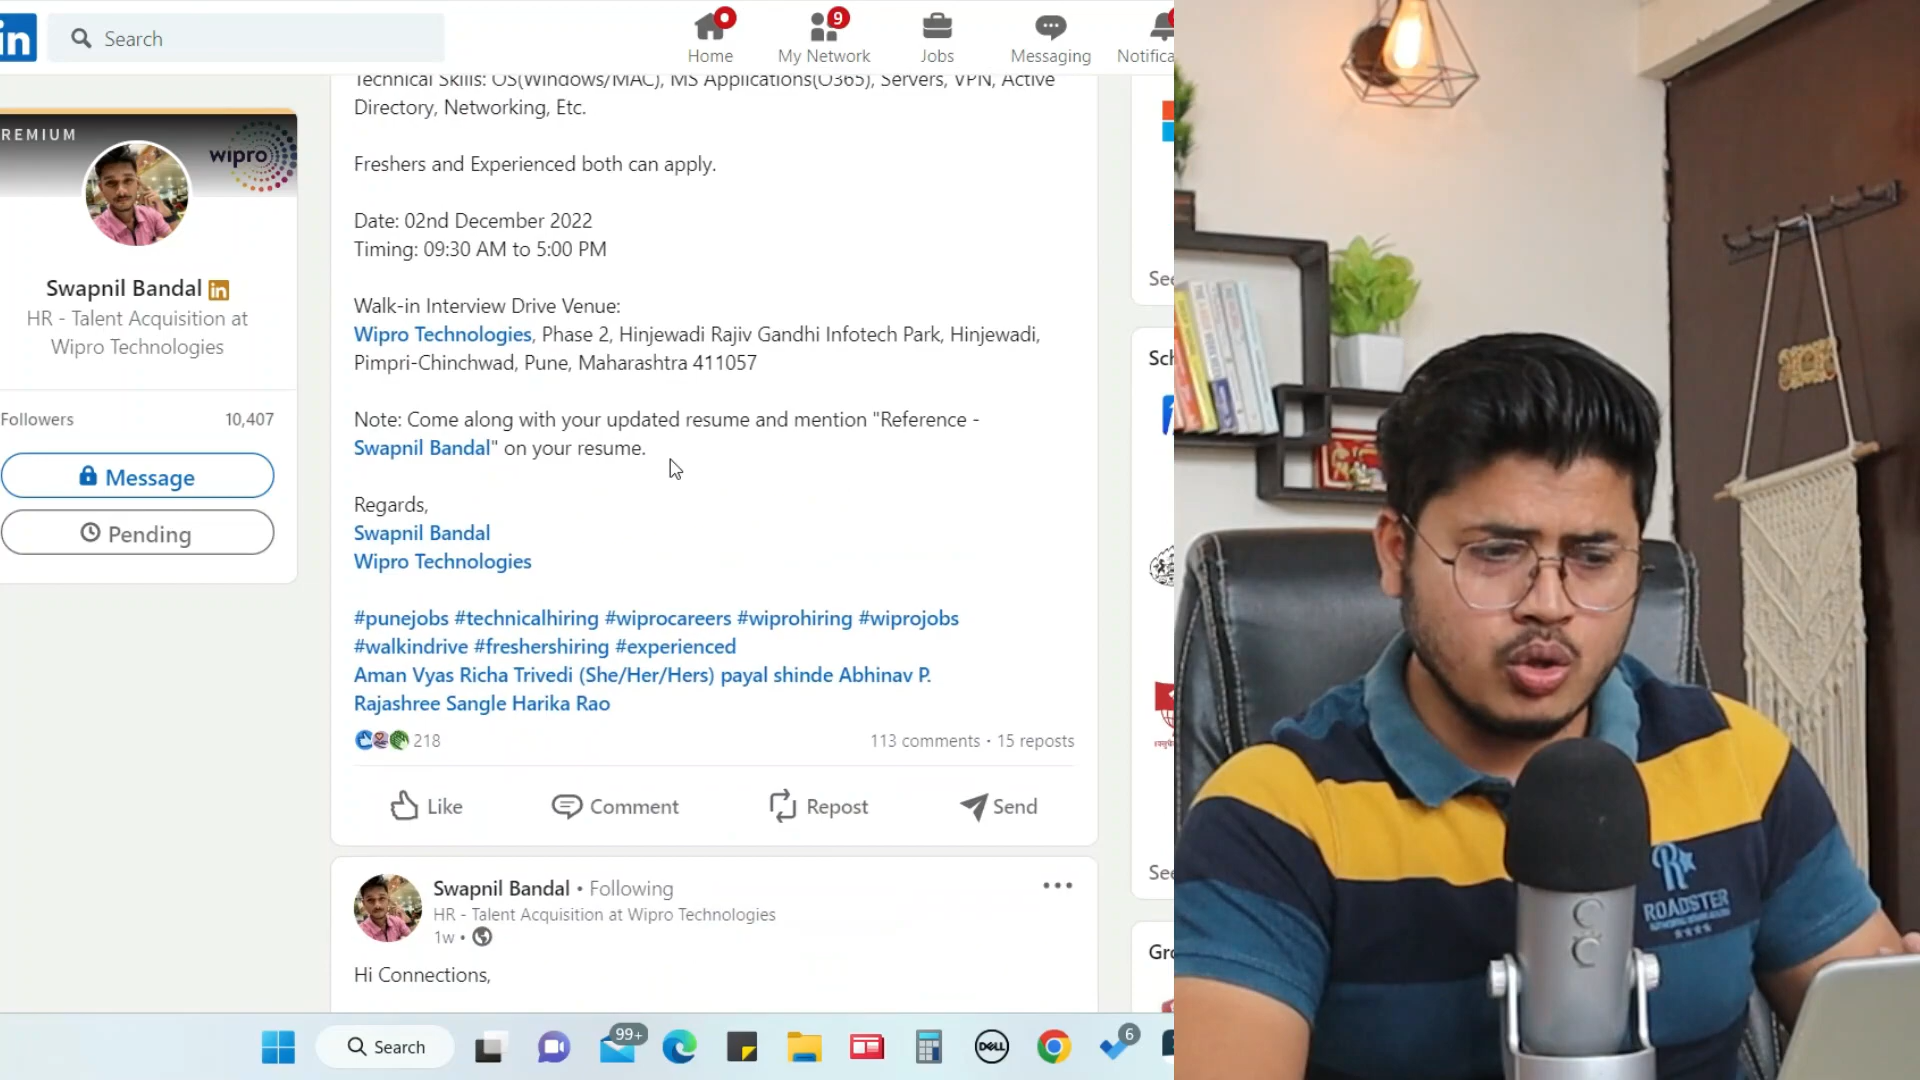 in
Search
Home
9
My Network
Jobs
Messaging
Notifica
Technical Skills: OS(Windows/MAC), MS Applications(O365), Servers, VPN, Active
Directory, Networking, Etc.
Freshers and Experienced both can apply.
Date: 02nd December 2022
Timing: 09:30 AM to 5:00 PM
Walk-in Interview Drive Venue:
Wipro Technologies, Phase 2, Hinjewadi Rajiv Gandhi Infotech Park, Hinjewadi,
Pimpri-Chinchwad, Pune, Maharashtra 411057
Note: Come along with your updated resume and mention "Reference -
Swapnil Bandal" on your resume.
Regards,
Swapnil Bandal
Wipro Technologies
#punejobs #technicalhiring #wiprocareers #wiprohiring #wiprojobs
#walkindrive #freshershiring #experienced
Aman Vyas Richa Trivedi (She/Her/Hers) payal shinde Abhinav P.
Rajashree Sangle Harika Rao
218
113 comments • 15 reposts
Like
Comment
Repost
Send
Swapnil Bandal • Following
HR - Talent Acquisition at Wipro Technologies
1w •
Hi Connections,
REMIUM
wipro
Swapnil Bandal in
HR - Talent Acquisition at
Wipro Technologies
Followers 10,407
Message
Pending
See
Sch
See
Gro
Search
99+
DELL
6
R
ROADSTER